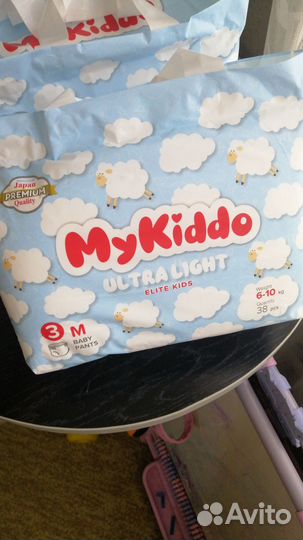 MyKiddo
Japan
PREMIUM
Quality
MyKiddo
ULTRA LIGHT
ELITE KIDS
3 M
BABY
PANTS
Weight
6-10 kg
Quantity
38 pcs
Avito